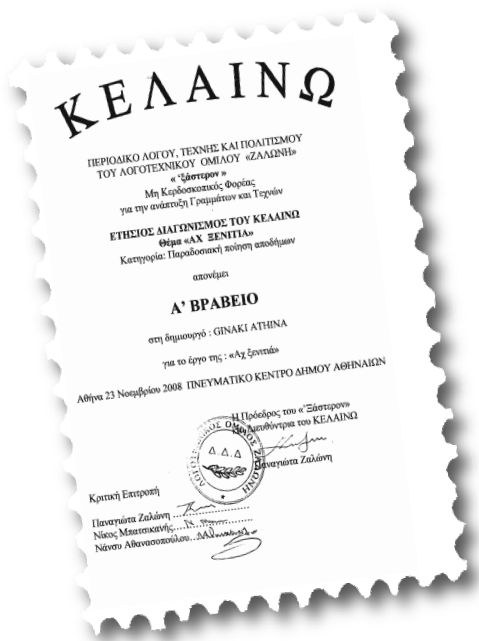 ΚΕΛΑΙΝΩ
ΠΕΡΙΟΔΙΚΟ ΛΟΓΟΥ, ΤΕΧΝΗΣ ΚΑΙ ΠΟΛΙΤΙΣΜΟΥ
ΤΟΥ ΛΟΓΟΤΕΧΝΙΚΟΥ ΟΜΙΛΟΥ «ΖΑΛΩΝΗ»
« ‘Ξάστερον »
Μη Κερδοσκοπικός Φορέας
για την ανάπτυξη Γραμμάτων και Τεχνών
ΕΤΗΣΙΟΣ ΔΙΑΓΩΝΙΣΜΟΣ ΤΟΥ ΚΕΛΑΙΝΩ
Θέμα «ΑΧ ΞΕΝΙΤΙΑ»
Κατηγορία: Παραδοσιακή ποίηση αποδήμων
απονέμει
Α’ ΒΡΑΒΕΙΟ
στη δημιουργό : GINAKI ATHINA
για το έργο της : «Αχ ξενιτιά»
Αθήνα 23 Νοεμβρίου 2008 ΠΝΕΥΜΑΤΙΚΟ ΚΕΝΤΡΟ ΔΗΜΟΥ ΑΘΗΝΑΙΩΝ
Η Πρόεδρος του «Ξάστερον»
Διευθύντρια του ΚΕΛΑΙΝΩ
Παναγιώτα Ζαλώνη
ΛΟΓΟΤΕΧΝΙΚΟΣ ΟΜΙΛΟΣ ΖΑΛΩΝΗ
Δ.Δ.Δ
Κριτική Επιτροπή
Παναγιώτα Ζαλώνη
Νίκος Μπατσικανής
Νάνσυ Αθανασοπούλου